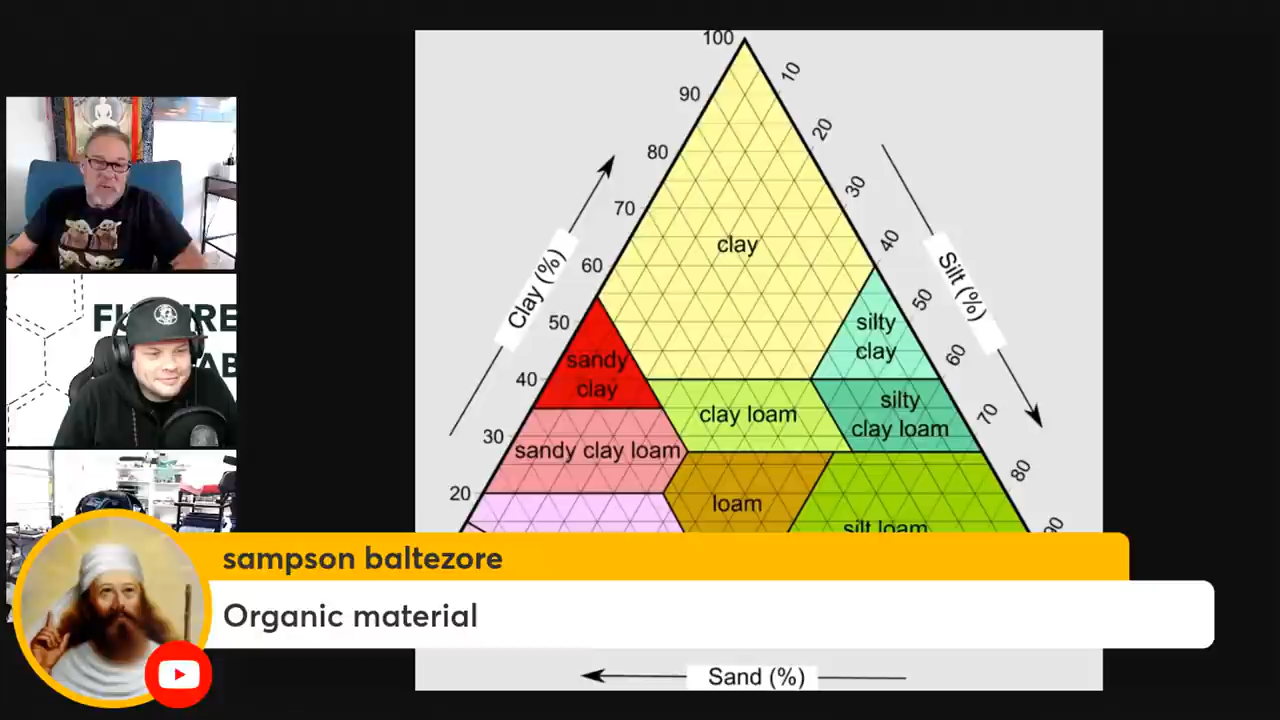 100
10
90
20
80
30
70
40
clay
60
Clay (%)
Silt (%)
50
50
silty
clay
60
sandy
clay
40
silty
clay loam
70
clay loam
30
sandy clay loam
80
20
loam
silt loam
90
sampson baltezore
Organic material
Sand (%)